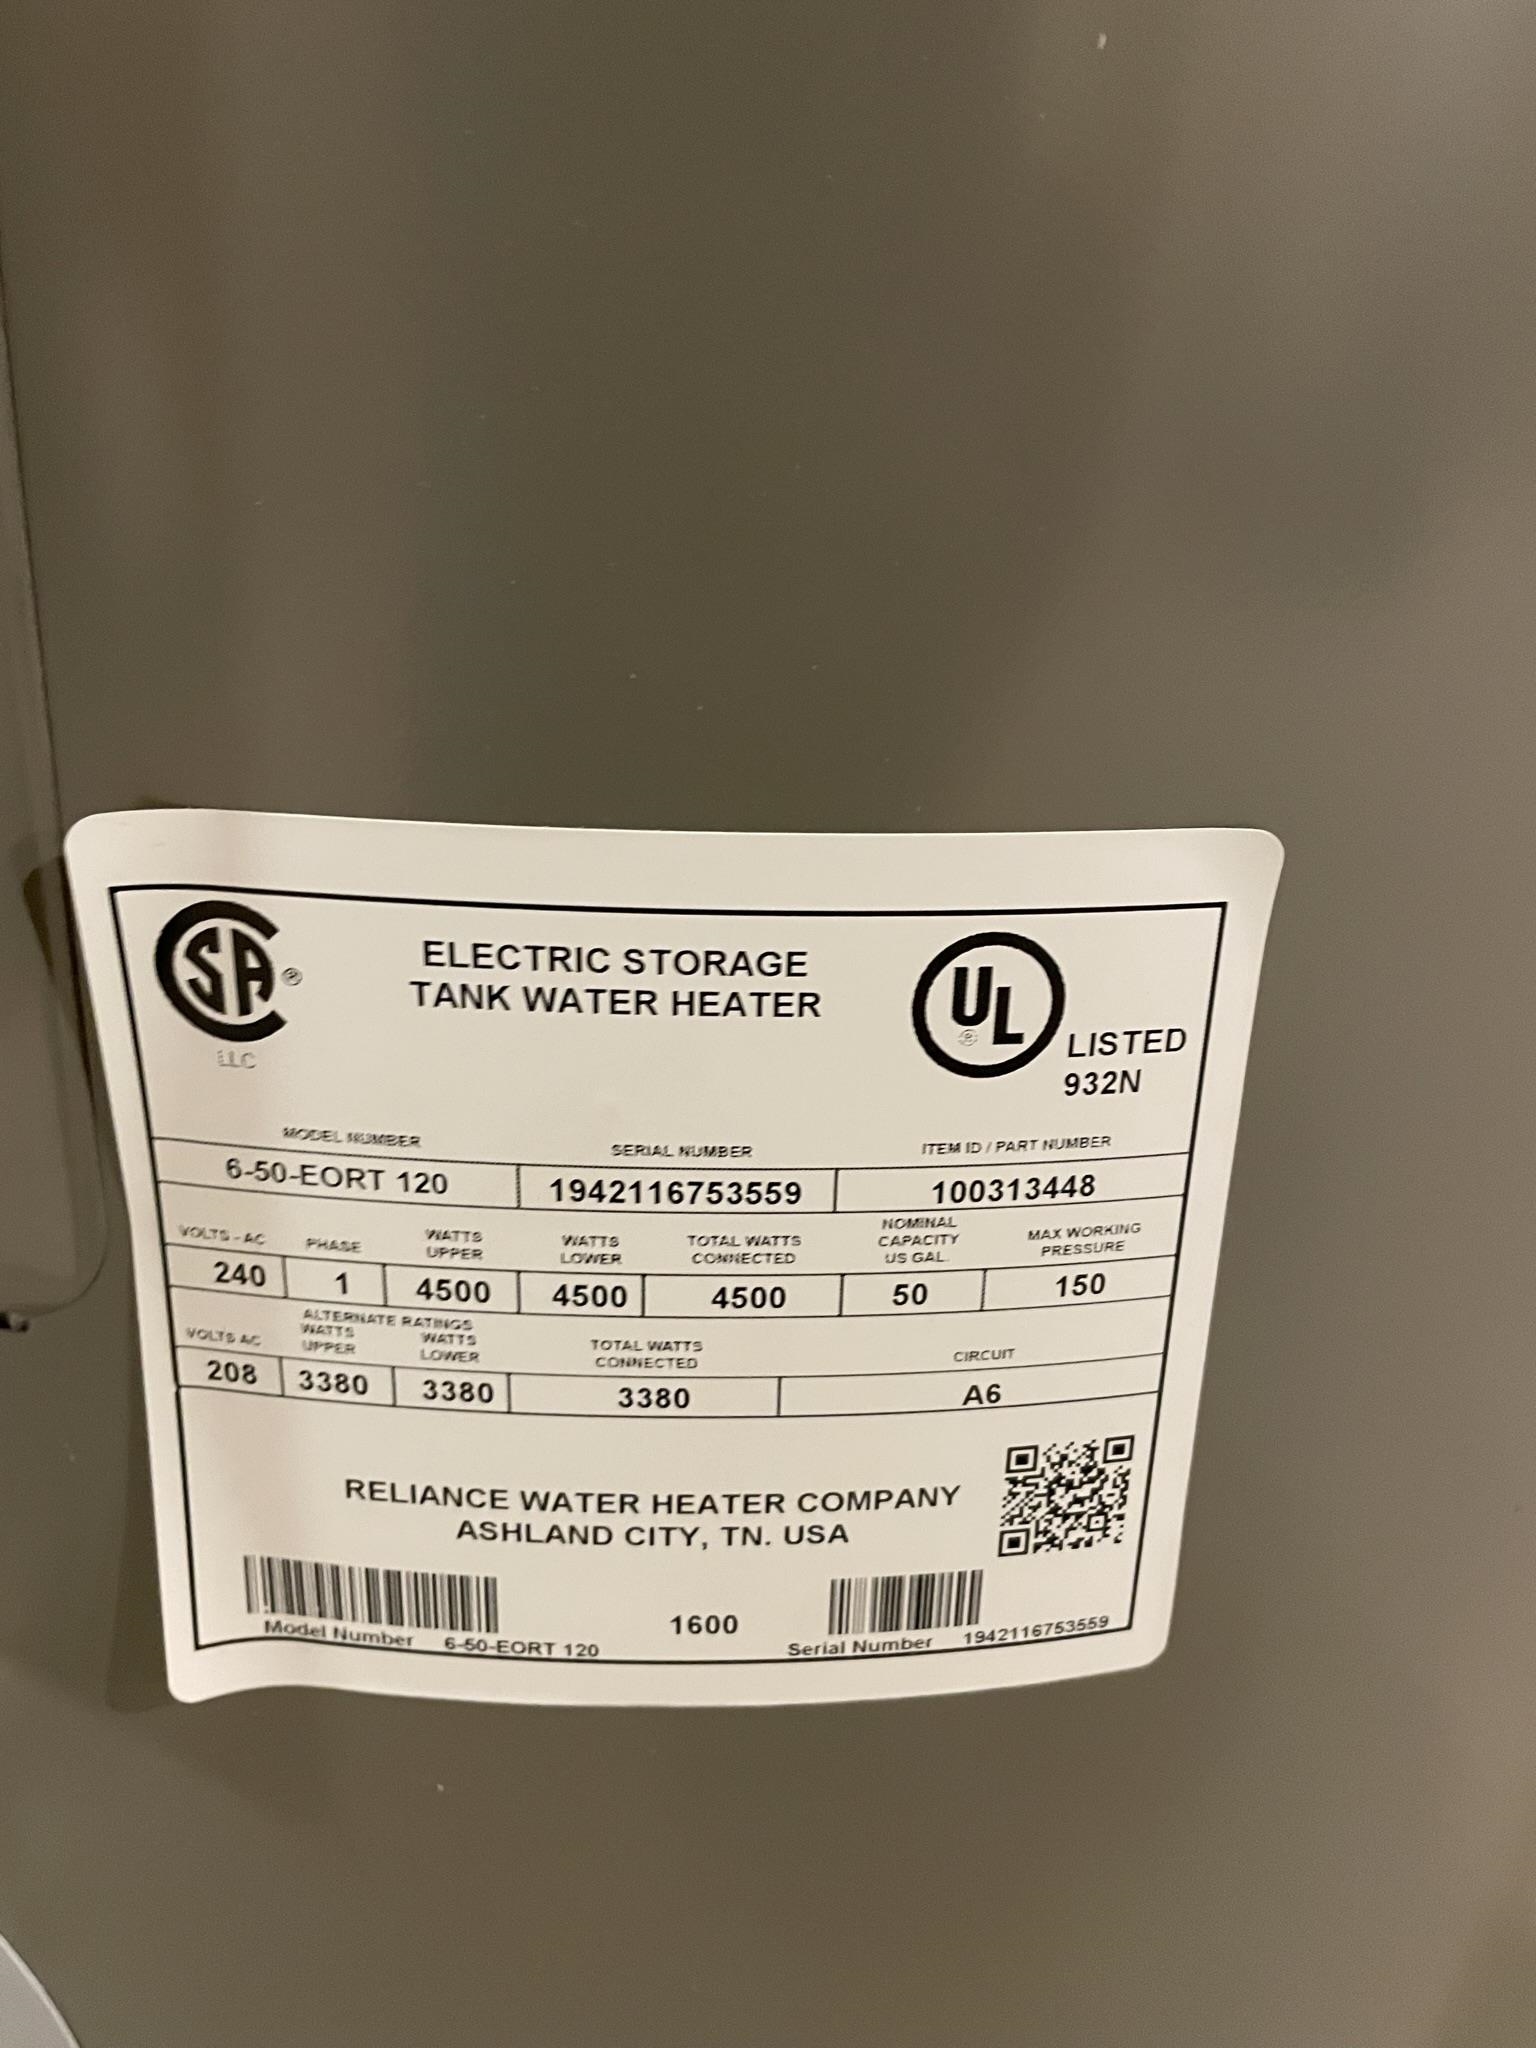 SA®
LLC
ELECTRIC STORAGE
TANK WATER HEATER
UL®
LISTED
932N
MODEL NUMBER SERIAL NUMBER ITEM ID / PART NUMBER
6-50-EORT 120 1942116753559 100313448
VOLTS - AC PHASE WATTS UPPER WATTS LOWER TOTAL WATTS CONNECTED NOMINAL CAPACITY US GAL. MAX WORKING PRESSURE
240 1 4500 4500 4500 50 150
ALTERNATE RATINGS
VOLTS AC WATTS UPPER WATTS LOWER TOTAL WATTS CONNECTED CIRCUIT
208 3380 3380 3380 A6
RELIANCE WATER HEATER COMPANY
ASHLAND CITY, TN. USA
1600
Model Number 6-50-EORT 120 Serial Number 1942116753559